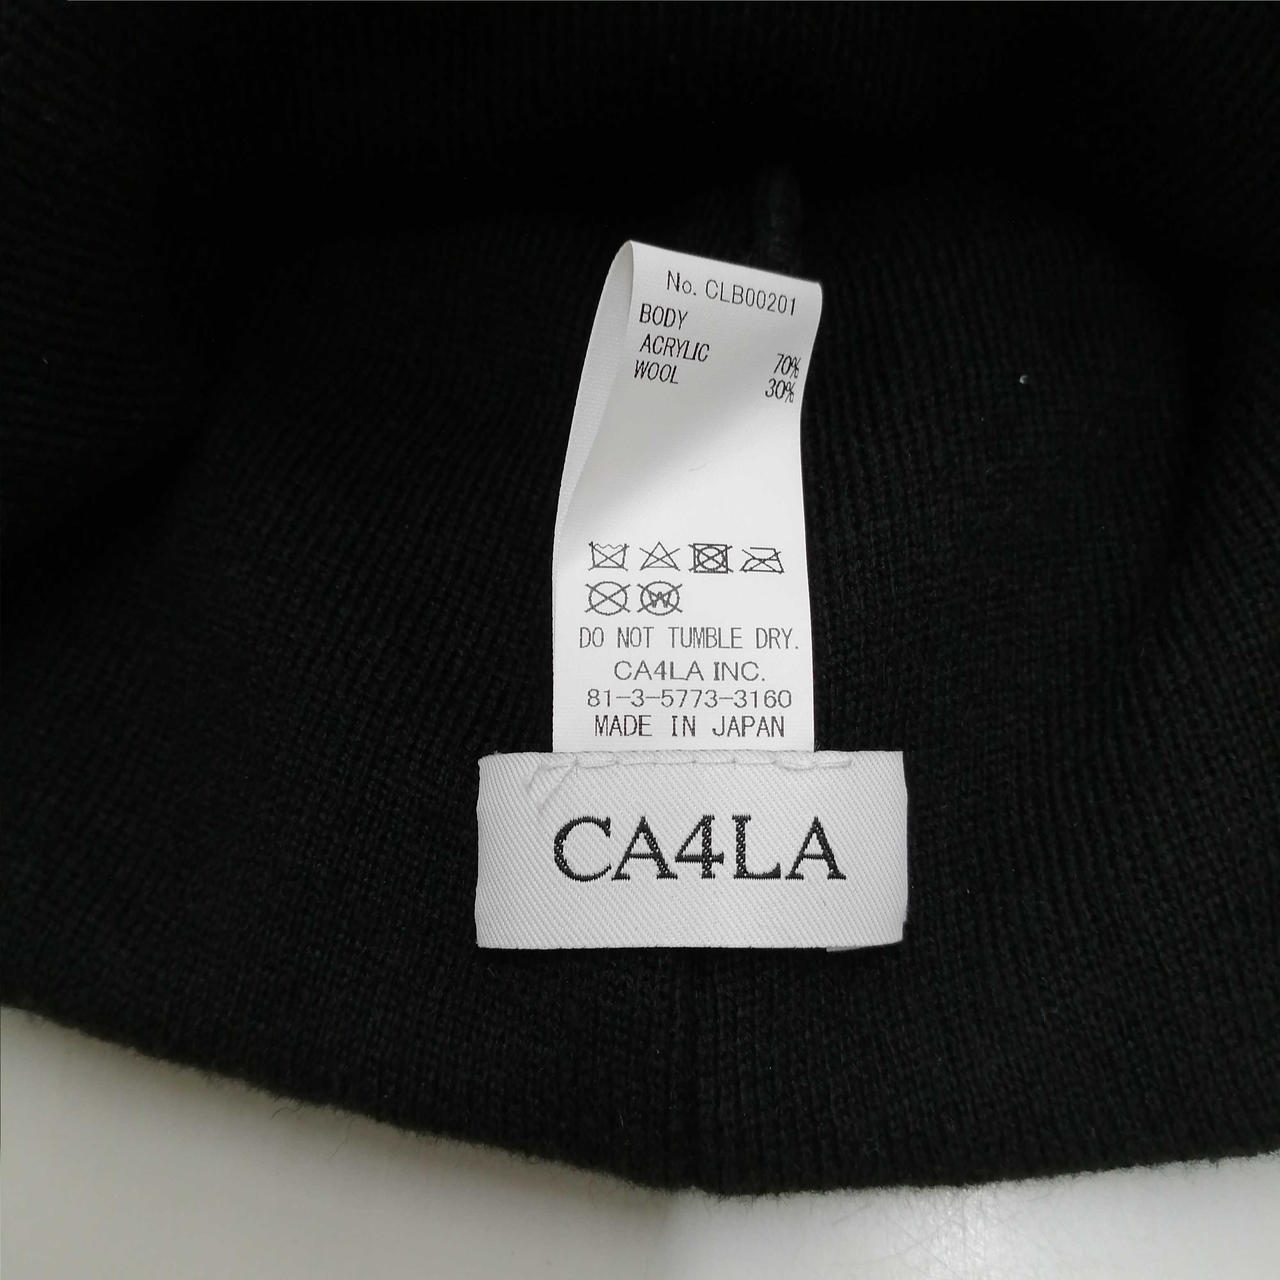 No. CLB00201
BODY
ACRYLIC 70%
WOOL 30%
DO NOT TUMBLE DRY.
CA4LA INC.
81-3-5773-3160
MADE IN JAPAN
CA4LA